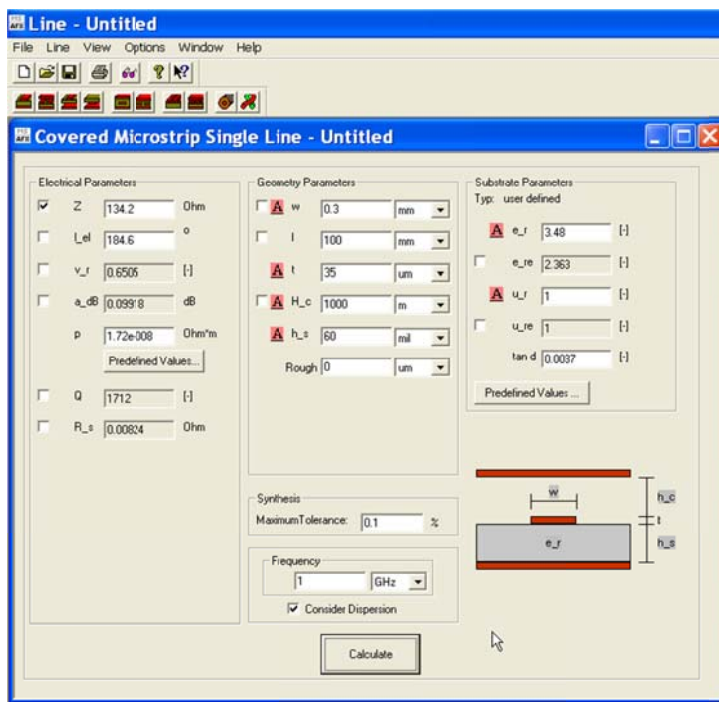 Line - Untitled
File Line View Options Window Help
Covered Microstrip Single Line - Untitled
Electrical Parameters
Z 134.2 Ohm
l_el 184.6 °
v_r 0.6505 [-]
a_dB 0.09918 dB
p 1.72e-008 Ohm*m
Predefined Values...
Q 1712 [-]
R_s 0.00824 Ohm
Geometry Parameters
A w 0.3 mm
l 100 mm
A t 35 um
A H_c 1000 m
A h_s 60 mil
Rough 0 um
Synthesis
Maximum Tolerance: 0.1 %
Frequency
1 GHz
Consider Dispersion
Calculate
Substrate Parameters
Typ: user defined
A e_r 3.48 [-]
e_re 2.363 [-]
A u_r 1 [-]
u_re 1 [-]
tan d 0.0037 [-]
Predefined Values ...
w
h_c
t
e_r
h_s